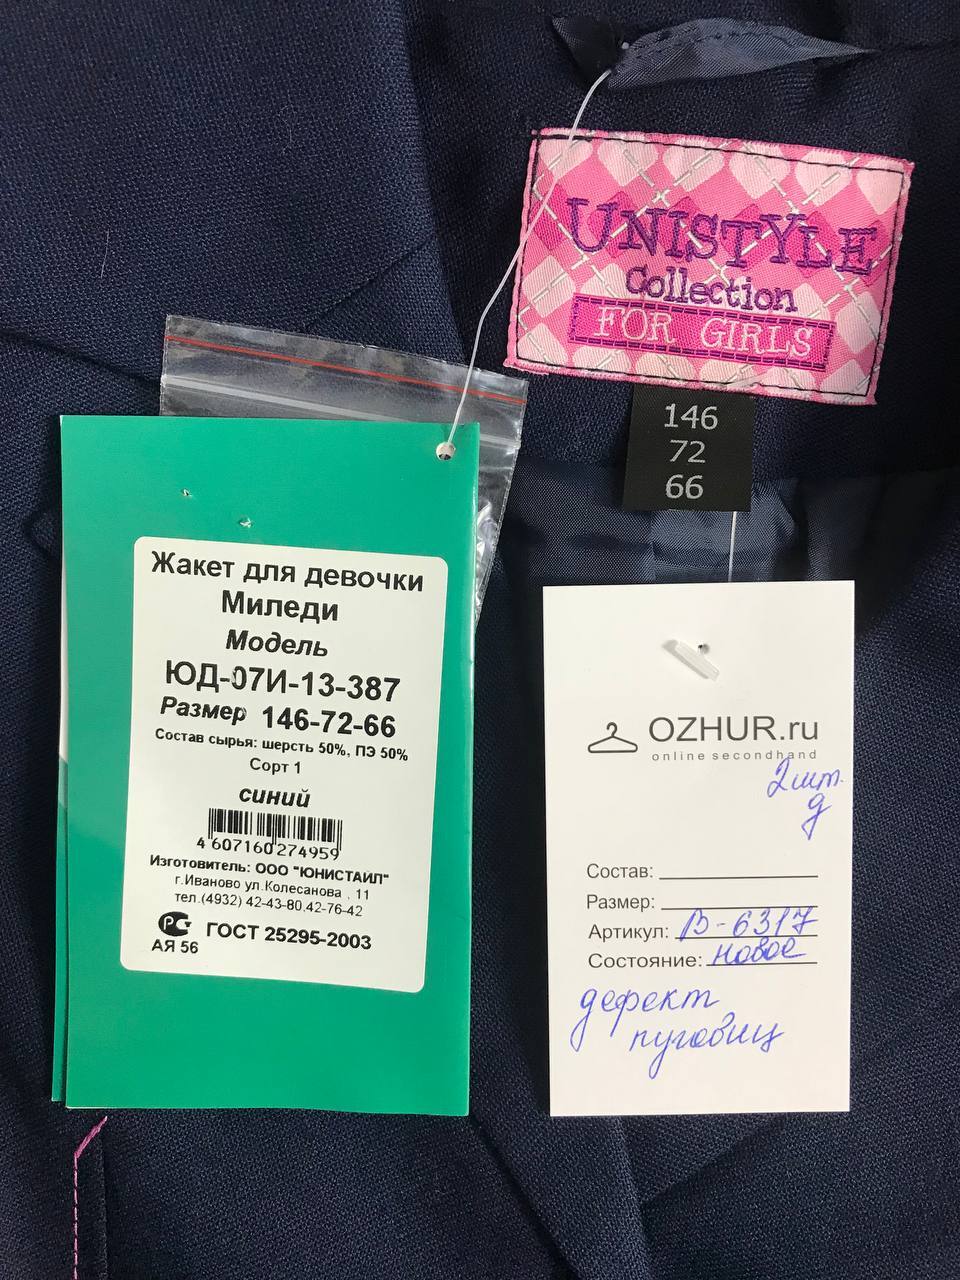 UNISTYLE
Collection
FOR GIRLS
146
72
66
Жакет для девочки
Миледи
Модель
ЮД-07И-13-387
Размер 146-72-66
Состав сырья: шерсть 50%, ПЭ 50%
Сорт 1
синий
4 607160 274959
Изготовитель: ООО "ЮНИСТАИЛ"
г.Иваново ул.Колесанова , 11
тел.(4932) 42-43-80,42-76-42
РС ГОСТ 25295-2003
АЯ 56
OZHUR.ru
online secondhand
2шт.
д
Состав:
Размер:
Артикул: В-6317
Состояние: новое
дефект
пуговиц